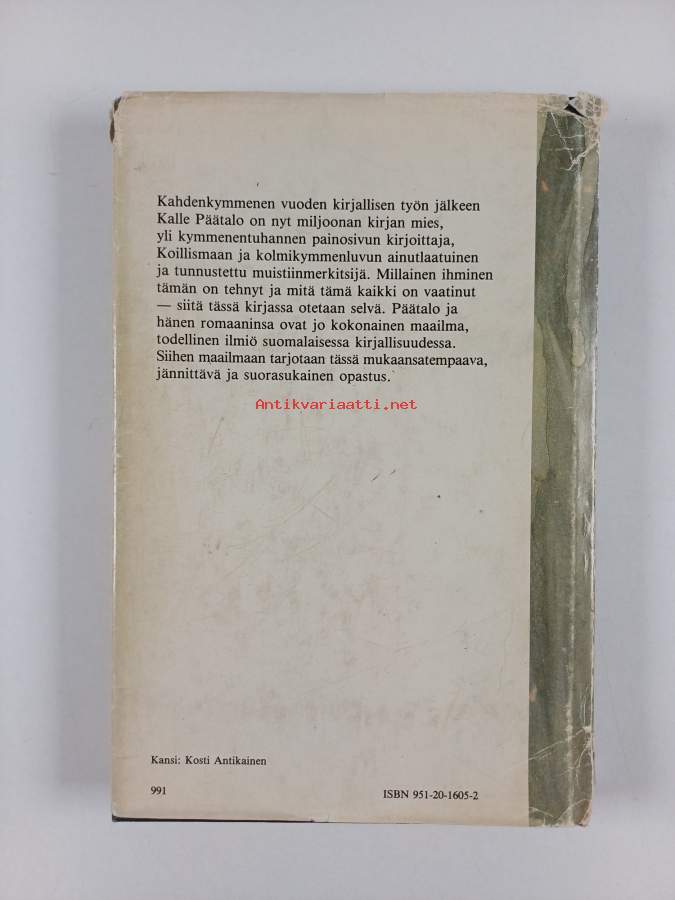 Kahdenkymmenen vuoden kirjallisen työn jälkeen
Kalle Päätalo on nyt miljoonan kirjan mies,
yli kymmenentuhannen painosivun kirjoittaja,
Koillismaan ja kolmikymmenluvun ainutlaatuinen
ja tunnustettu muistiinmerkitsijä. Millainen ihminen
tämän on tehnyt ja mitä tämä kaikki on vaatinut
— siitä tässä kirjassa otetaan selvä. Päätalo ja
hänen romaaninsa ovat jo kokonainen maailma,
todellinen ilmiö suomalaisessa kirjallisuudessa.
Siihen maailmaan tarjotaan tässä mukaansatempaava,
jännittävä ja suorasukainen opastus.
Antikvariaatti.net
Kansi: Kosti Antikainen
991
ISBN 951-20-1605-2